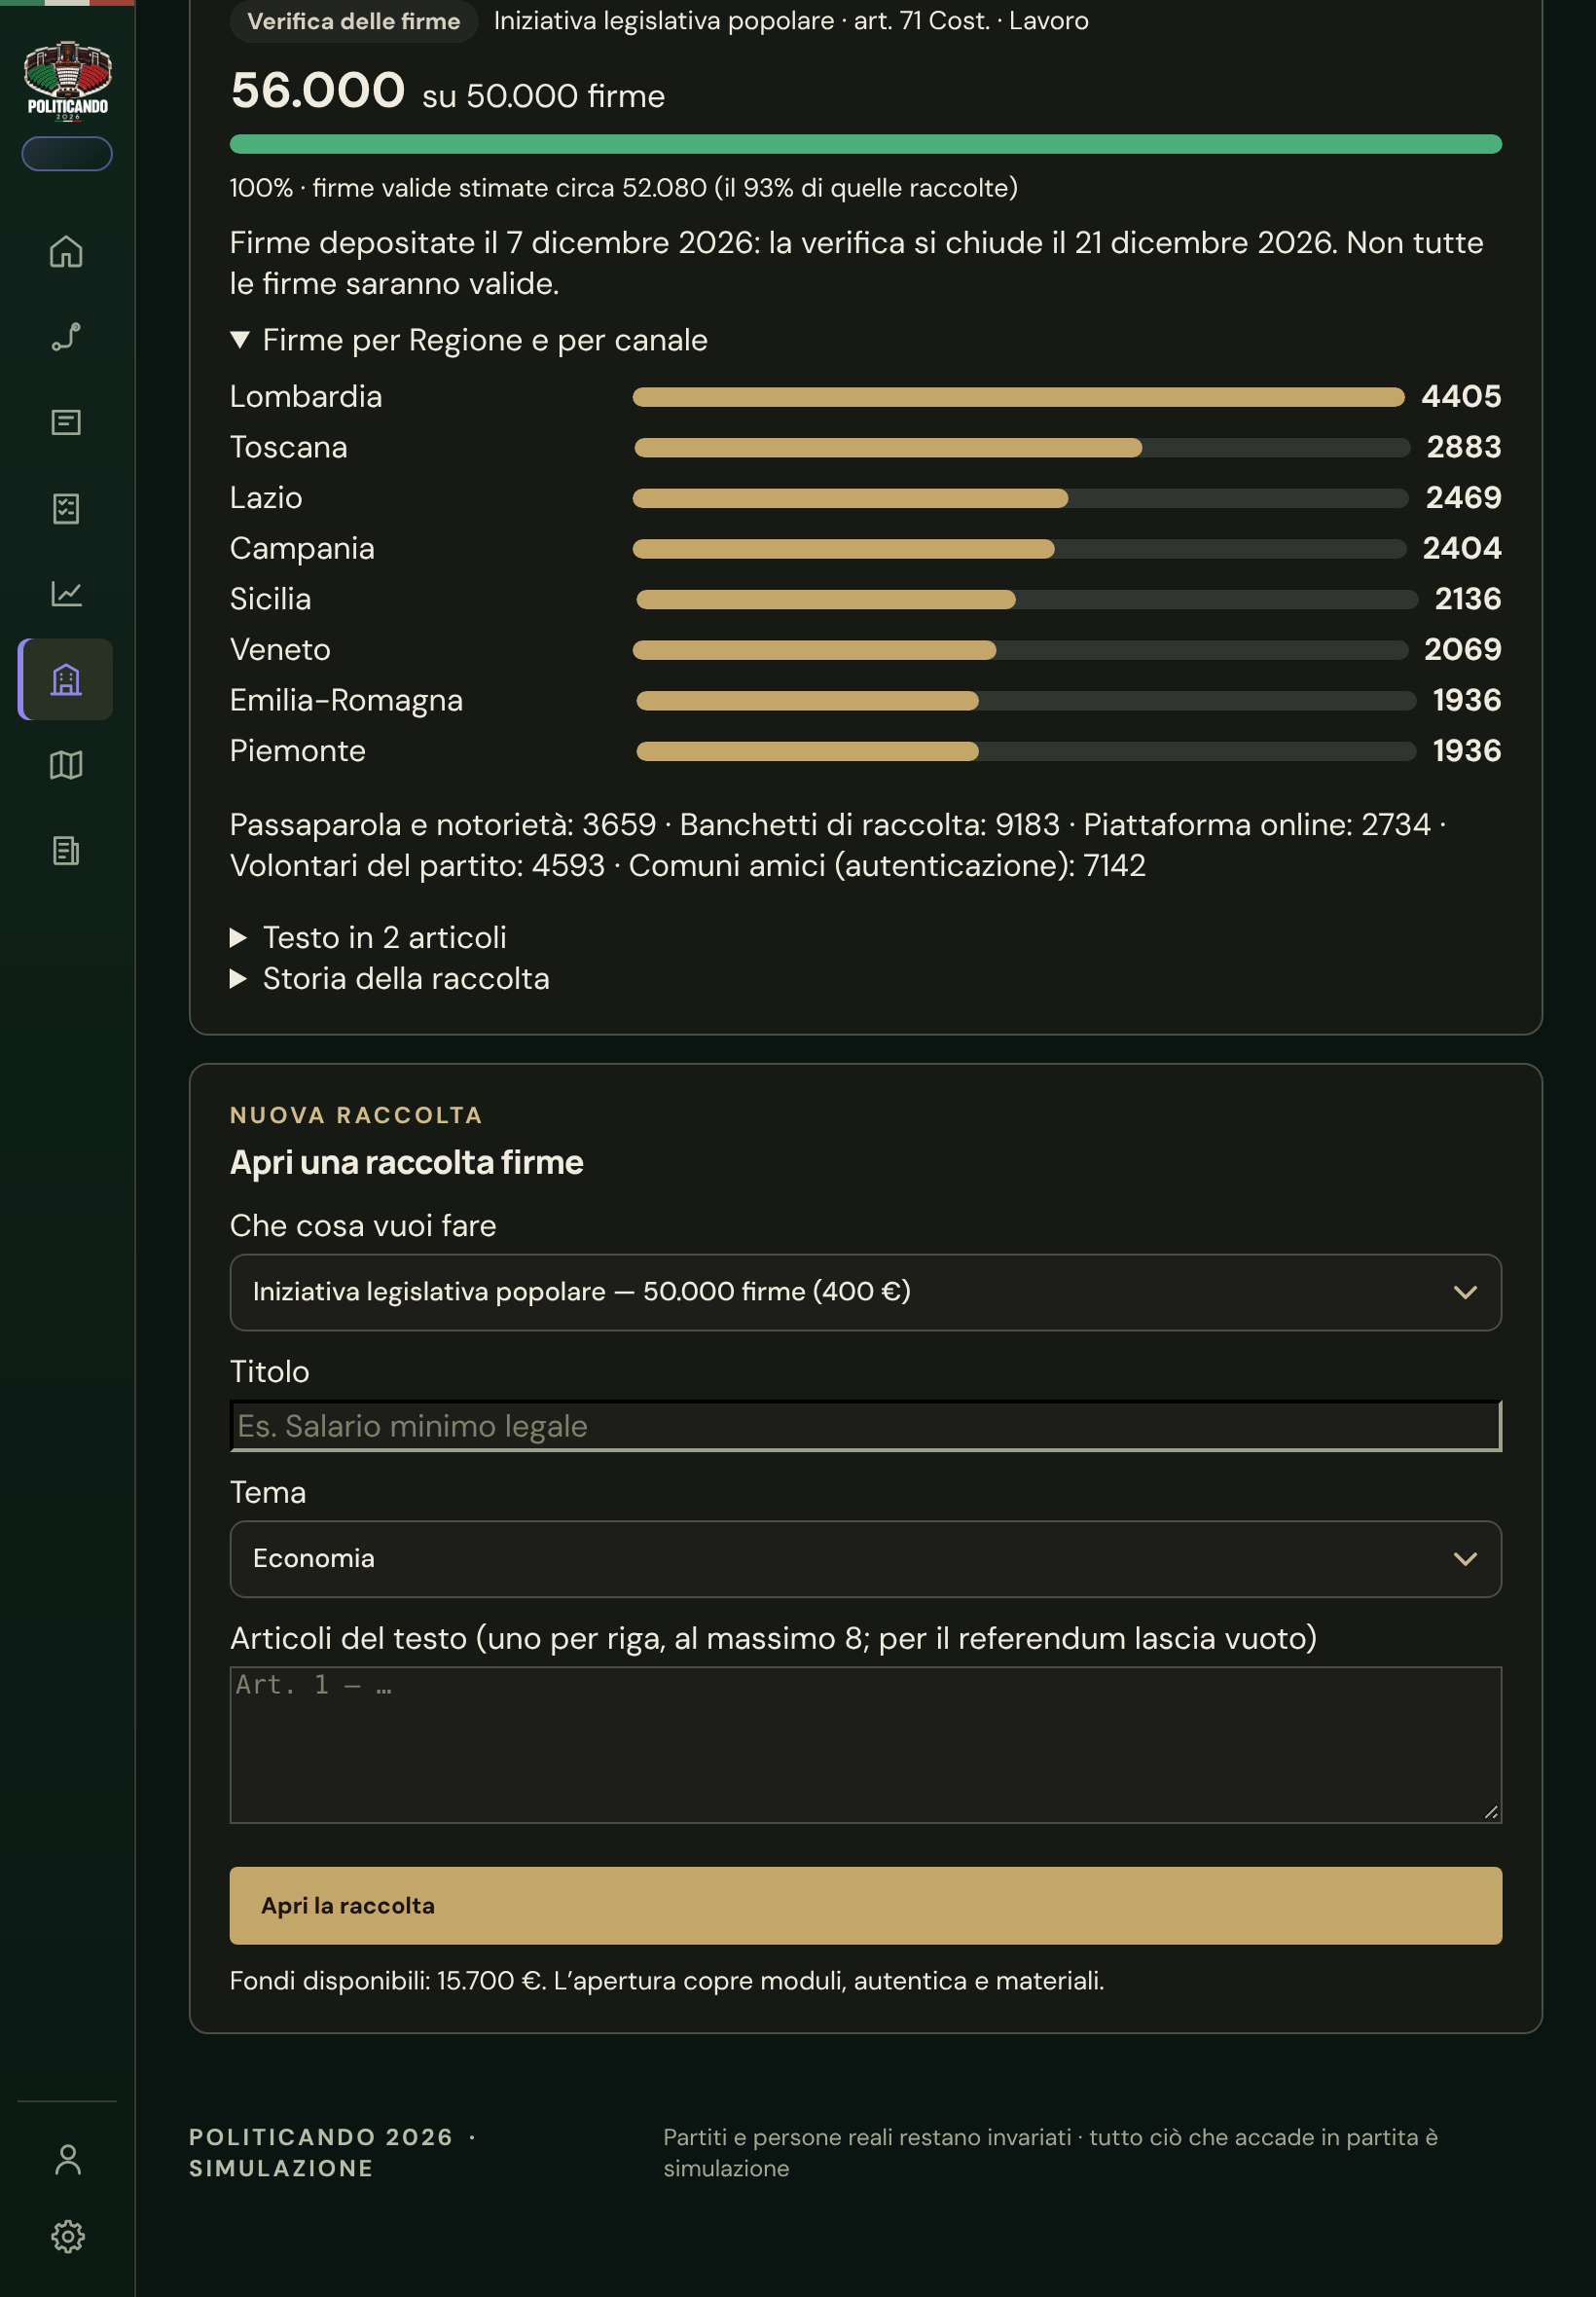 POLITICANDO
2026
Verifica delle firme Iniziativa legislativa popolare · art. 71 Cost. · Lavoro
56.000 su 50.000 firme
100% · firme valide stimate circa 52.080 (il 93% di quelle raccolte)
Firme depositate il 7 dicembre 2026: la verifica si chiude il 21 dicembre 2026. Non tutte
le firme saranno valide.
▼ Firme per Regione e per canale
Lombardia 4405
Toscana 2883
Lazio 2469
Campania 2404
Sicilia 2136
Veneto 2069
Emilia-Romagna 1936
Piemonte 1936
Passaparola e notorietà: 3659 · Banchetti di raccolta: 9183 · Piattaforma online: 2734 ·
Volontari del partito: 4593 · Comuni amici (autenticazione): 7142
▶ Testo in 2 articoli
▶ Storia della raccolta
NUOVA RACCOLTA
Apri una raccolta firme
Che cosa vuoi fare
Iniziativa legislativa popolare — 50.000 firme (400 €)
Titolo
Es. Salario minimo legale
Tema
Economia
Articoli del testo (uno per riga, al massimo 8; per il referendum lascia vuoto)
Art. 1 — …
Apri la raccolta
Fondi disponibili: 15.700 €. L’apertura copre moduli, autentica e materiali.
POLITICANDO 2026 ·
SIMULAZIONE
Partiti e persone reali restano invariati · tutto ciò che accade in partita è
simulazione